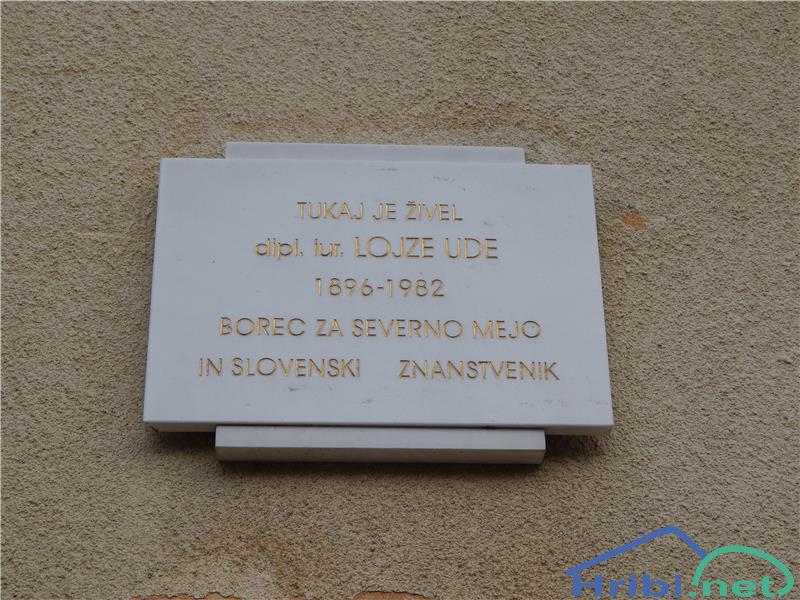 TUKAJ JE ŽIVEL
dipl. iur. LOJZE UDE
1896-1982
BOREC ZA SEVERNO MEJO
IN SLOVENSKI ZNANSTVENIK
Hribi.net